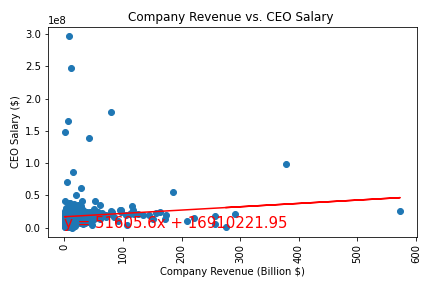 Company Revenue vs. CEO Salary
1e8
3.0
2.5
2.0
1.5
1.0
0.5
0.0
CEO Salary ($)
y = 51605.6x + 16910221.95
0
100
200
300
400
500
600
Company Revenue (Billion $)